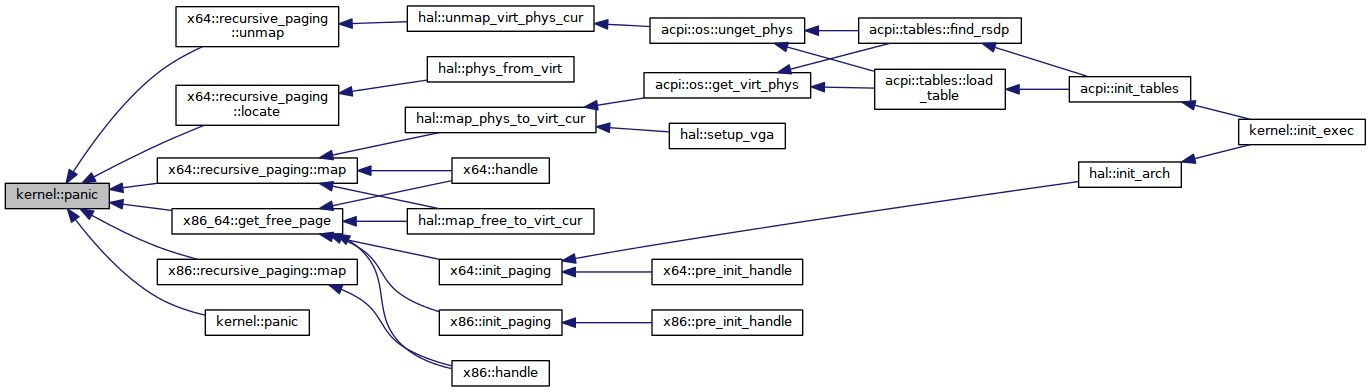 x64::recursive_paging
::unmap
hal::unmap_virt_phys_cur
acpi::os::unget_phys
acpi::tables::find_rsdp
hal::phys_from_virt
x64::recursive_paging
::locate
acpi::os::get_virt_phys
acpi::tables::load
_table
acpi::init_tables
hal::map_phys_to_virt_cur
hal::setup_vga
kernel::init_exec
x64::recursive_paging::map
x64::handle
hal::init_arch
kernel::panic
x86_64::get_free_page
hal::map_free_to_virt_cur
x86::recursive_paging::map
x64::init_paging
x64::pre_init_handle
kernel::panic
x86::init_paging
x86::pre_init_handle
x86::handle